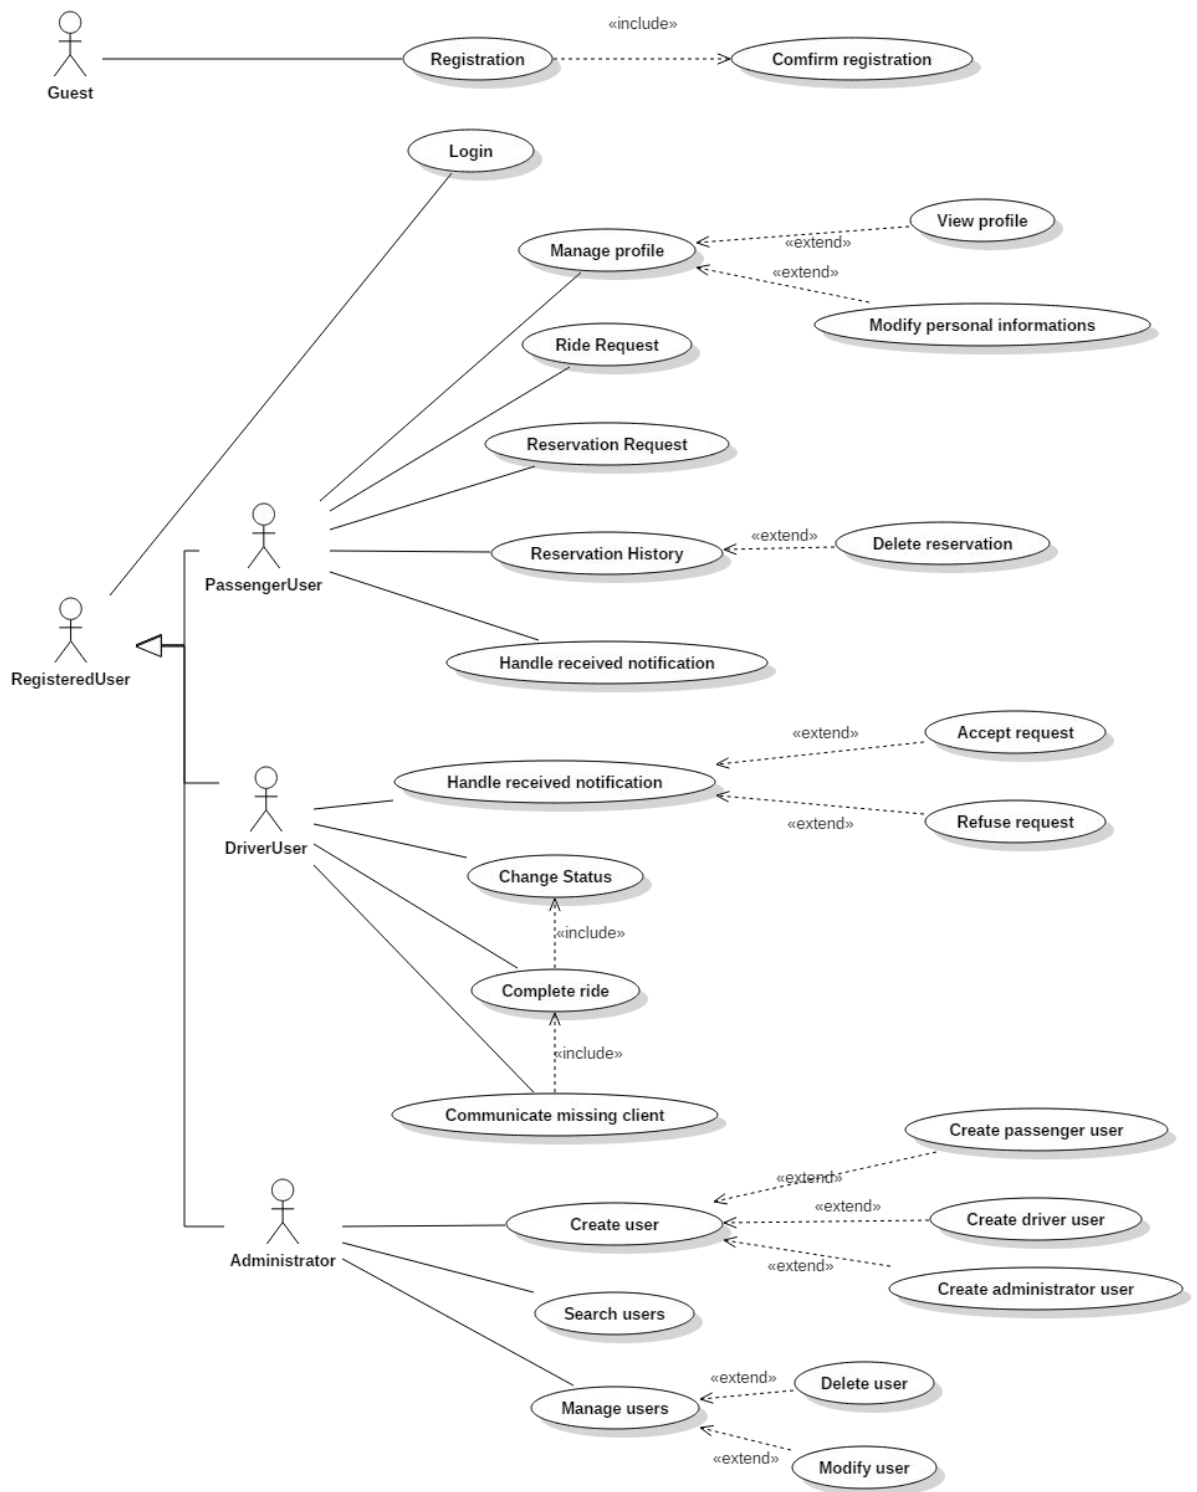 «include»
Registration
Comfirm registration
Guest
Login
View profile
Manage profile
«extend»
«extend»
Modify personal informations
Ride Request
Reservation Request
«extend»
Reservation History
Delete reservation
PassengerUser
Handle received notification
RegisteredUser
«extend»
Accept request
Handle received notification
Refuse request
«extend»
DriverUser
Change Status
«include»
Complete ride
«include»
Communicate missing client
Create passenger user
«extend»
«extend»
Create driver user
Create user
Administrator
«extend»
Create administrator user
Search users
«extend»
Delete user
Manage users
«extend»
Modify user